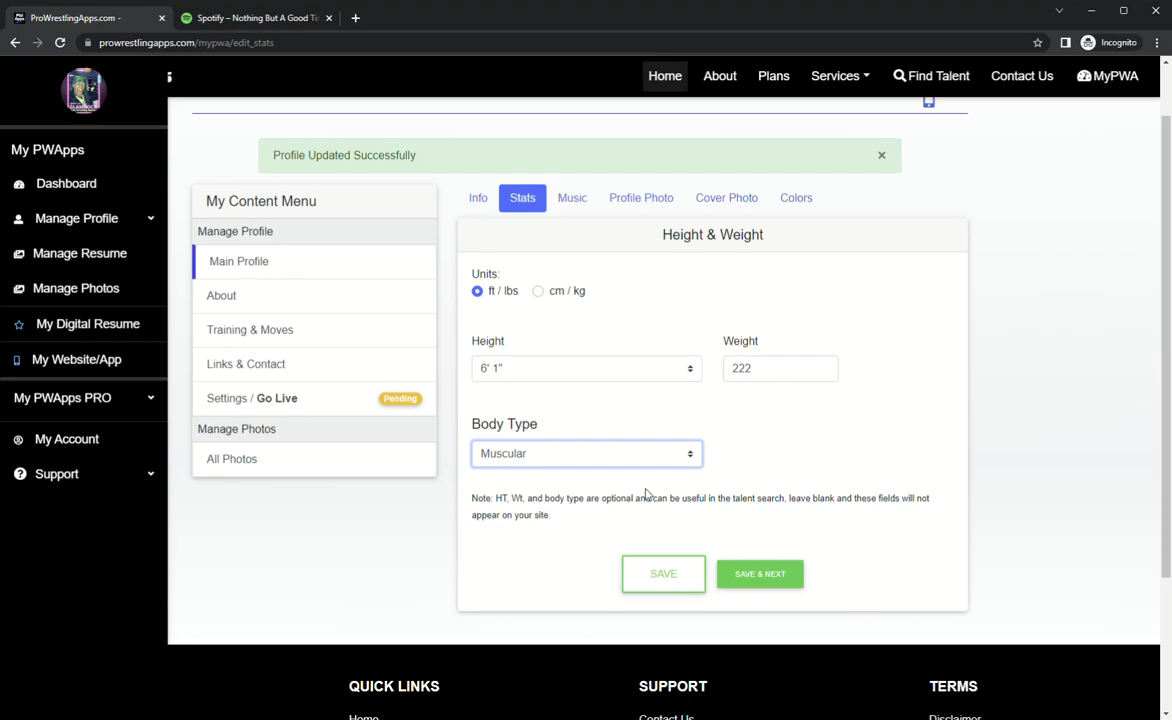 ProWrestlingApps.com -
Spotify – Nothing But A Good Ti
prowrestlingapps.com/mypwa/edit_stats
Incognito
Home
About
Plans
Services
Find Talent
Contact Us
MyPWA
My PWApps
Dashboard
Manage Profile
Manage Resume
Manage Photos
My Digital Resume
My Website/App
My PWApps PRO
My Account
Support
Profile Updated Successfully
My Content Menu
Manage Profile
Main Profile
About
Training & Moves
Links & Contact
Settings / Go Live
Pending
Manage Photos
All Photos
Info
Stats
Music
Profile Photo
Cover Photo
Colors
Height & Weight
Units:
ft / lbs
cm / kg
Height
Weight
6' 1"
222
Body Type
Muscular
Note: HT, Wt, and body type are optional and can be useful in the talent search, leave blank and these fields will not
appear on your site.
SAVE
SAVE & NEXT
QUICK LINKS
SUPPORT
TERMS
Home
Contact Us
Disclaimer